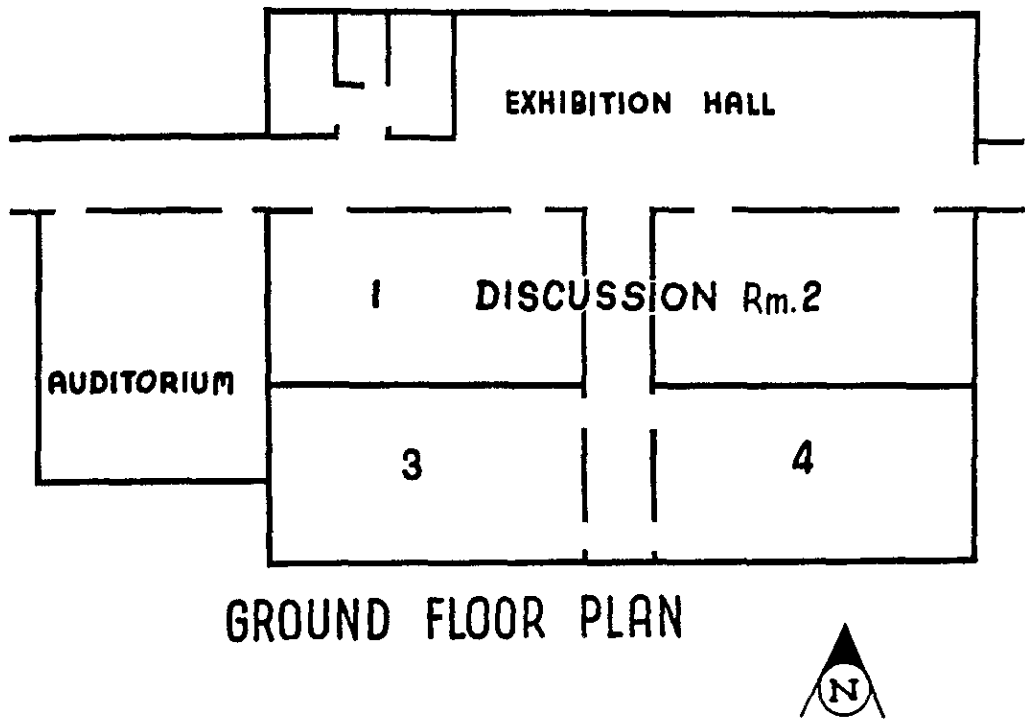 EXHIBITION HALL
1 DISCUSSION Rm.2
AUDITORIUM
3 4
GROUND FLOOR PLAN
N